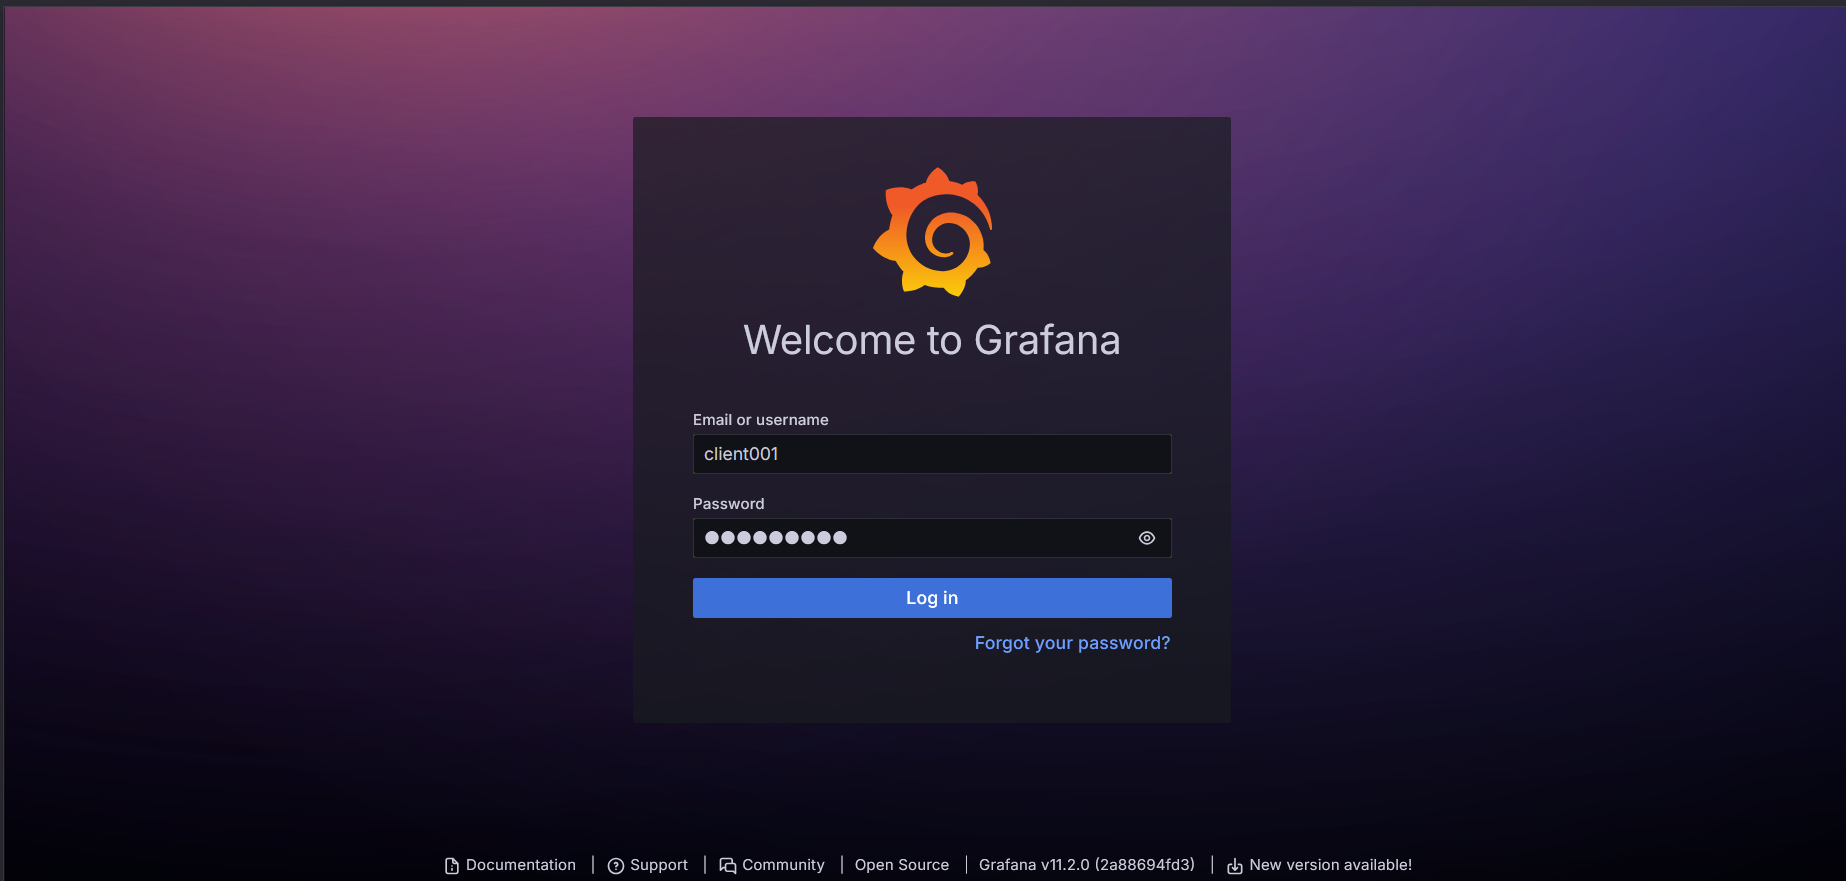 Welcome to Grafana
Email or username
client001
Password
Log in
Forgot your password?
Documentation | Support | Community | Open Source | Grafana v11.2.0 (2a88694fd3) | New version available!